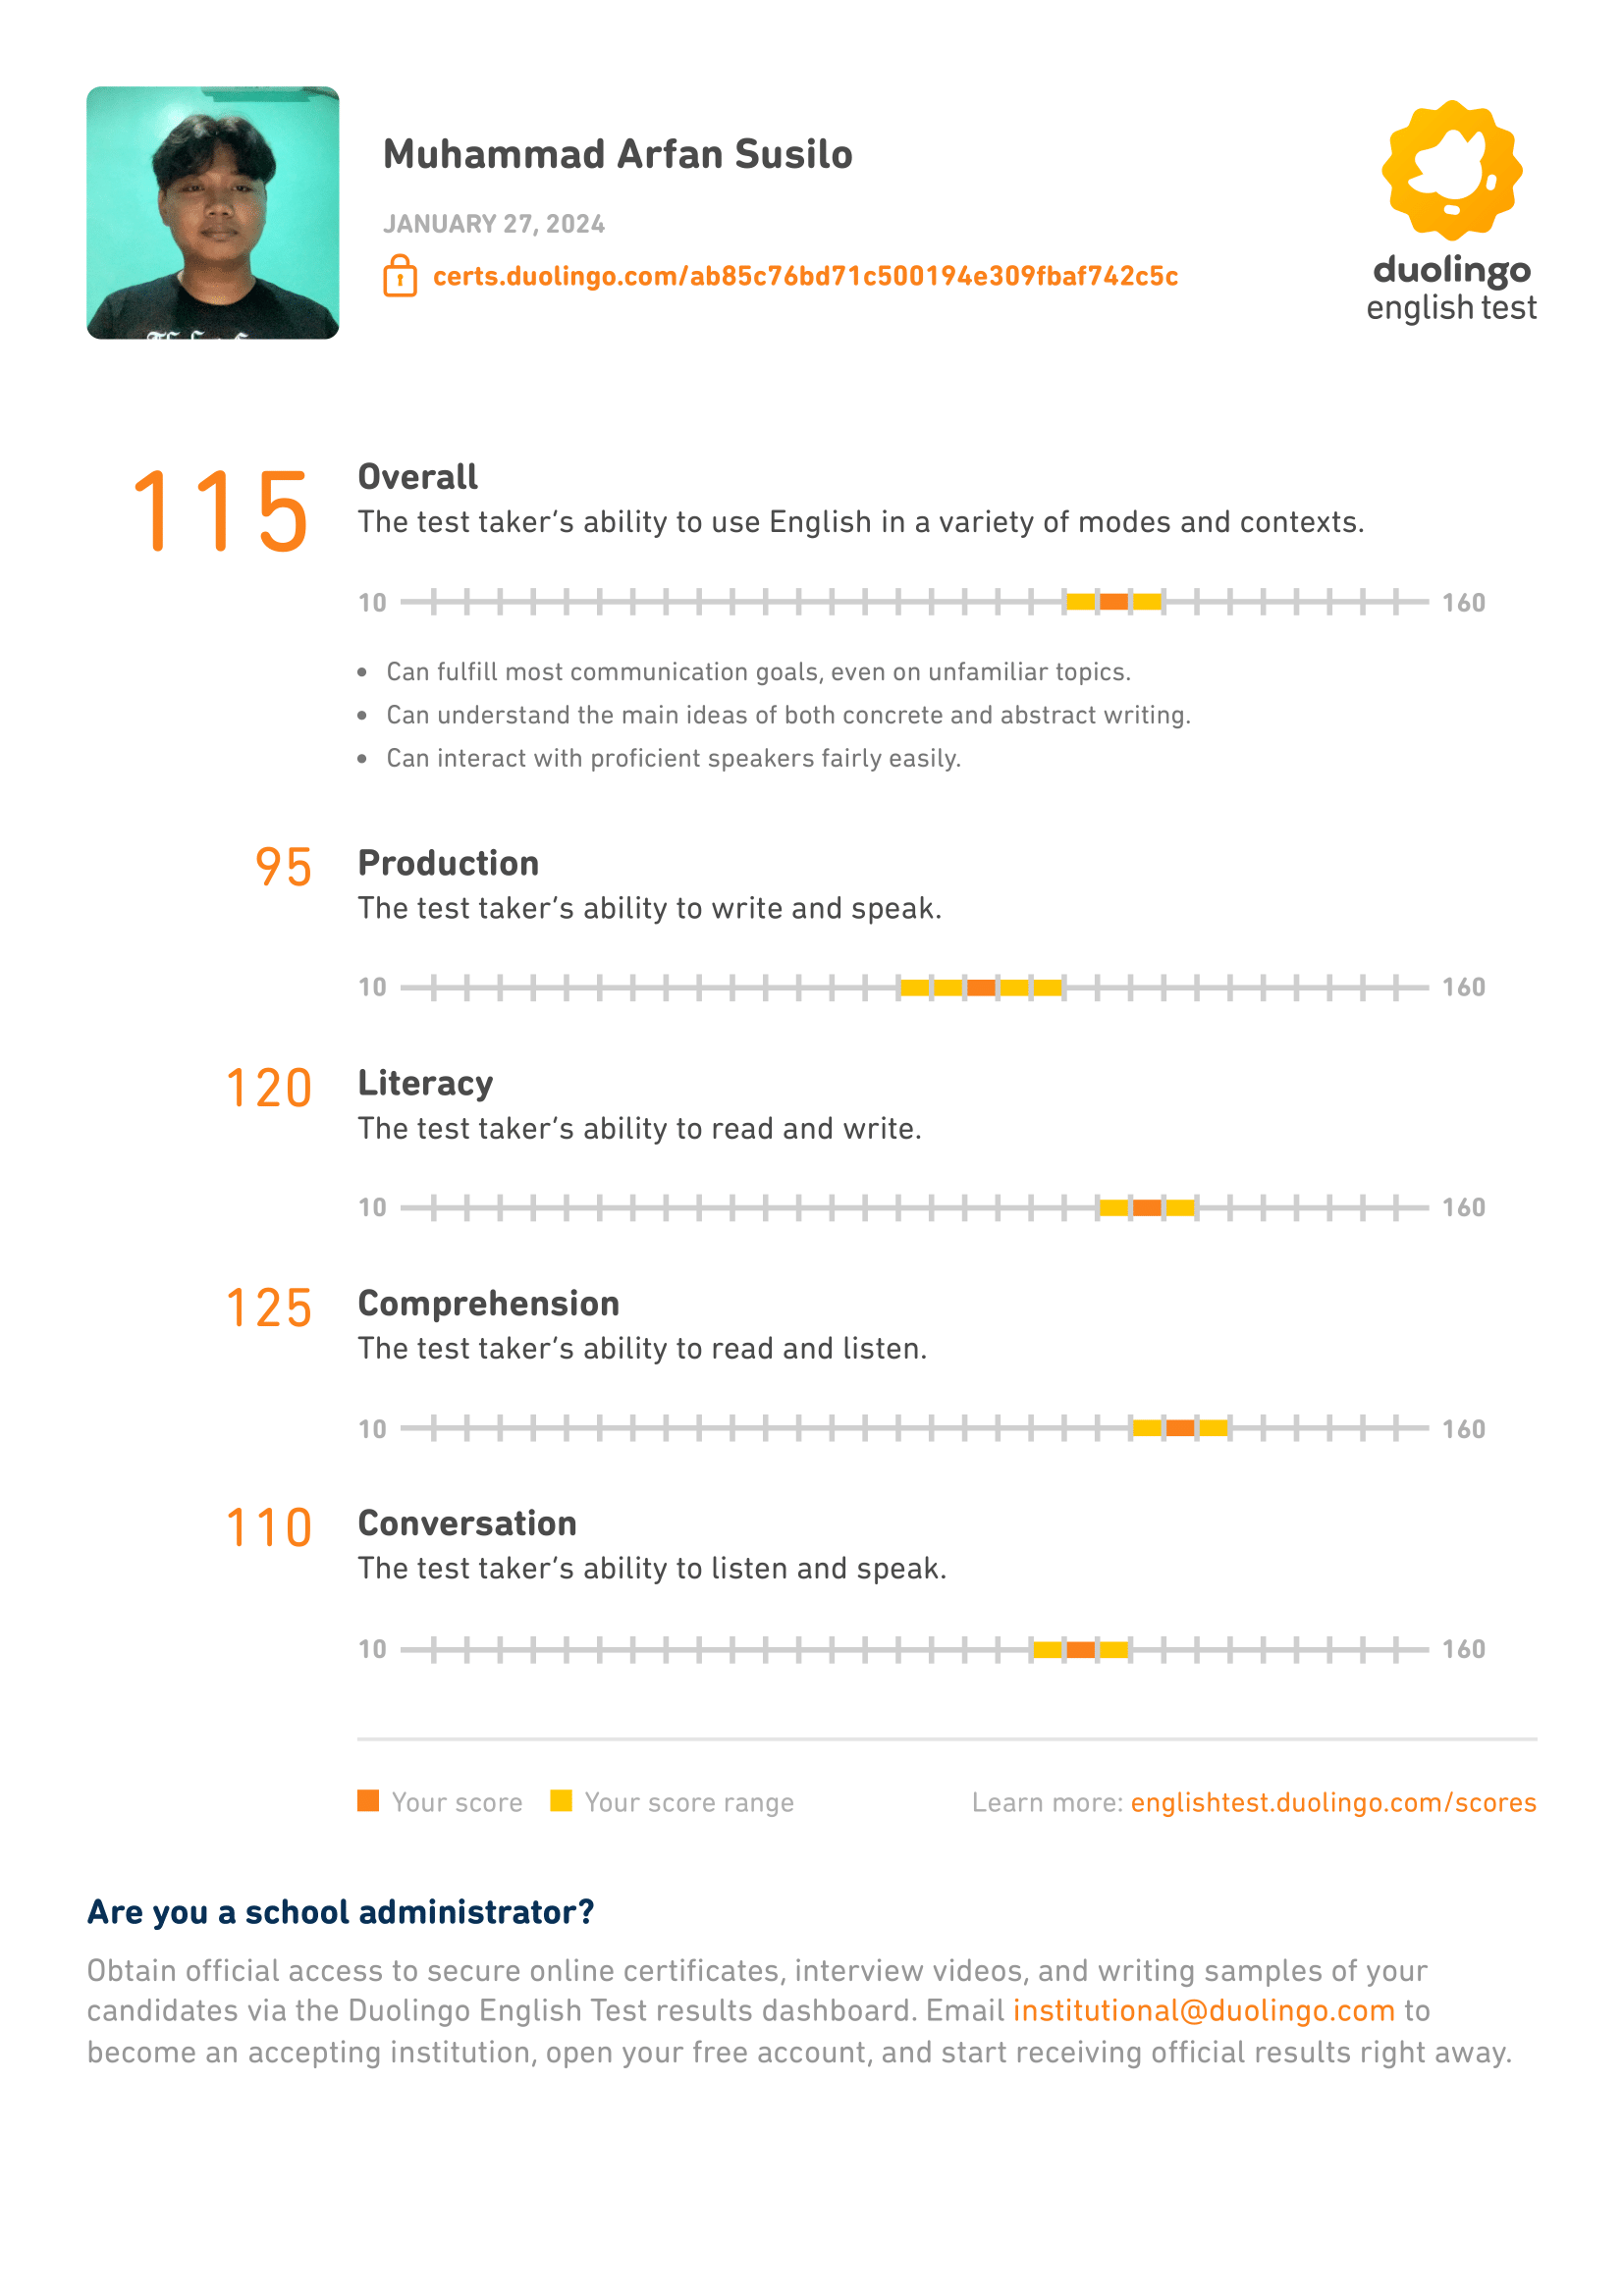 Muhammad Arfan Susilo
JANUARY 27, 2024
certs.duolingo.com/ab85c76bd71c500194e309fbaf742c5c
duolingo
english test
115
Overall
The test taker's ability to use English in a variety of modes and contexts.
10 160
• Can fulfill most communication goals, even on unfamiliar topics.
• Can understand the main ideas of both concrete and abstract writing.
• Can interact with proficient speakers fairly easily.
95 Production
The test taker's ability to write and speak.
10 160
120 Literacy
The test taker's ability to read and write.
10 160
125 Comprehension
The test taker's ability to read and listen.
10 160
110 Conversation
The test taker's ability to listen and speak.
10 160
Your score Your score range Learn more: englishtest.duolingo.com/scores
Are you a school administrator?
Obtain official access to secure online certificates, interview videos, and writing samples of your
candidates via the Duolingo English Test results dashboard. Email institutional@duolingo.com to
become an accepting institution, open your free account, and start receiving official results right away.